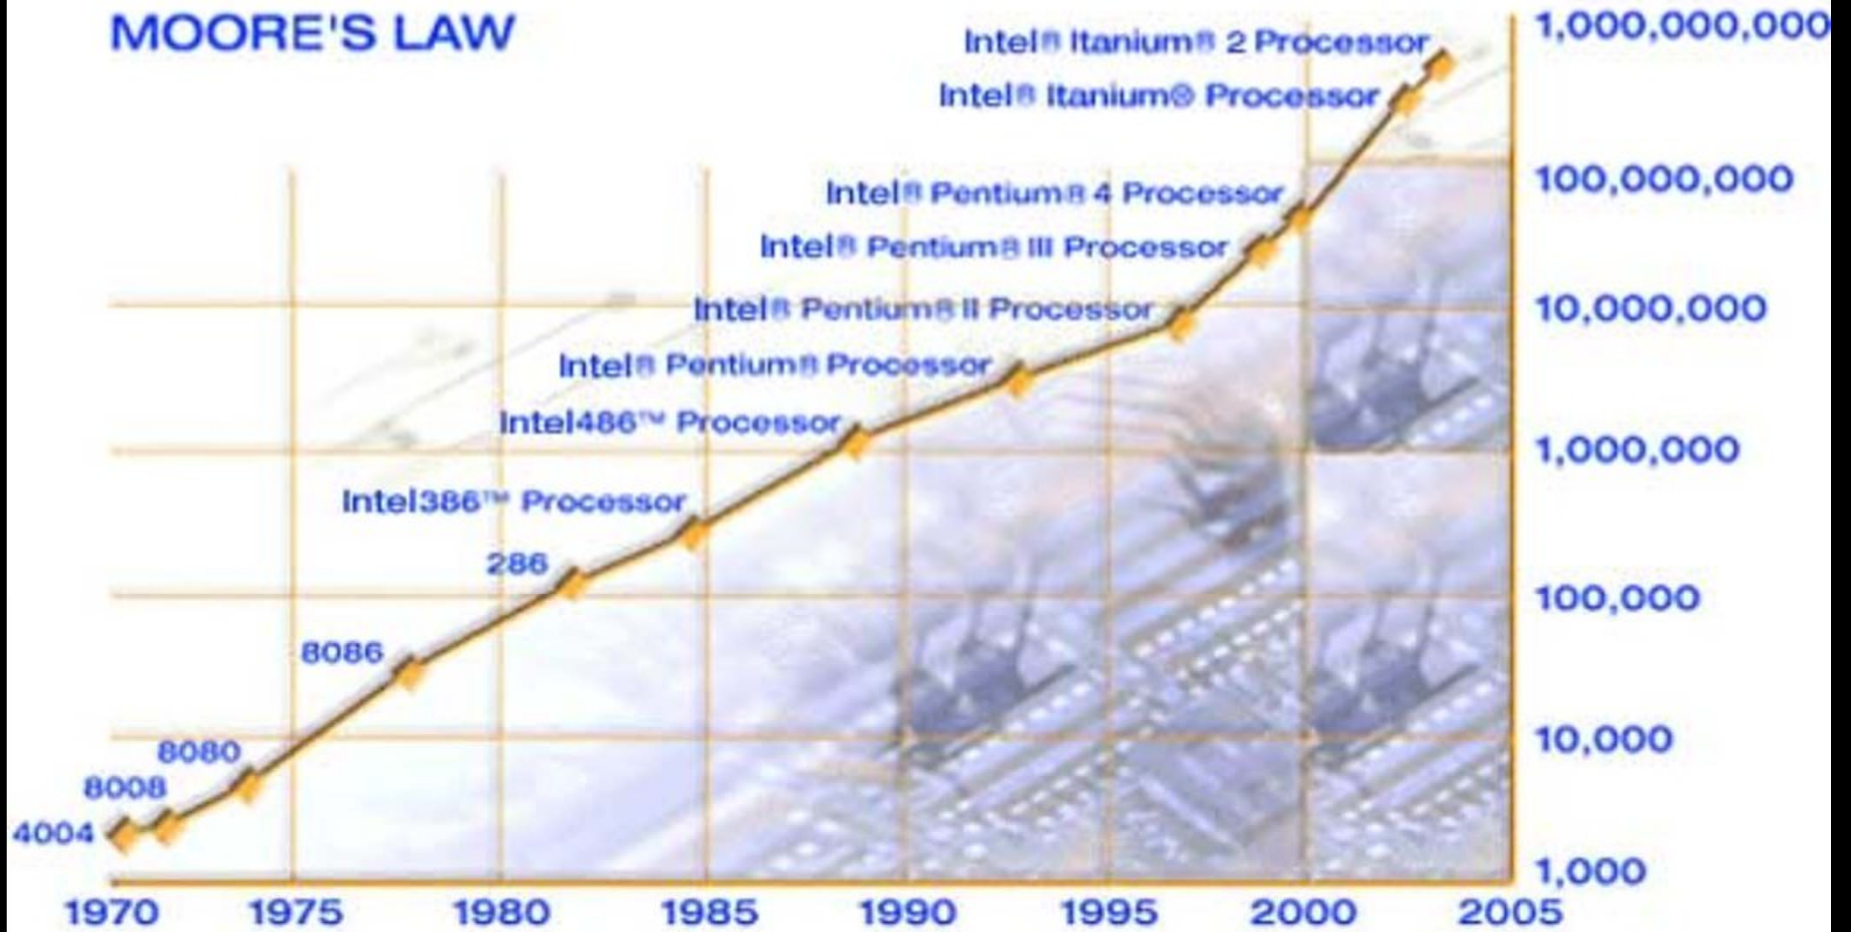 MOORE'S LAW
1,000,000,000
Intel® Itanium® 2 Processor
Intel® Itanium® Processor
100,000,000
Intel® Pentium® 4 Processor
Intel® Pentium® III Processor
Intel® Pentium® II Processor
10,000,000
Intel® Pentium® Processor
Intel486™ Processor
1,000,000
Intel386™ Processor
286
100,000
8086
10,000
8080
8008
4004
1,000
1970 1975 1980 1985 1990 1995 2000 2005